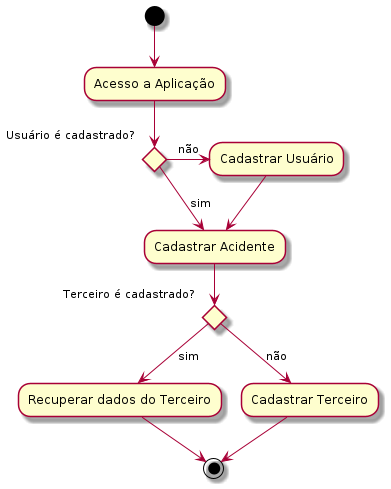 Acesso a Aplicação
Usuário é cadastrado?
não
Cadastrar Usuário
sim
Cadastrar Acidente
Terceiro é cadastrado?
sim
não
Recuperar dados do Terceiro
Cadastrar Terceiro